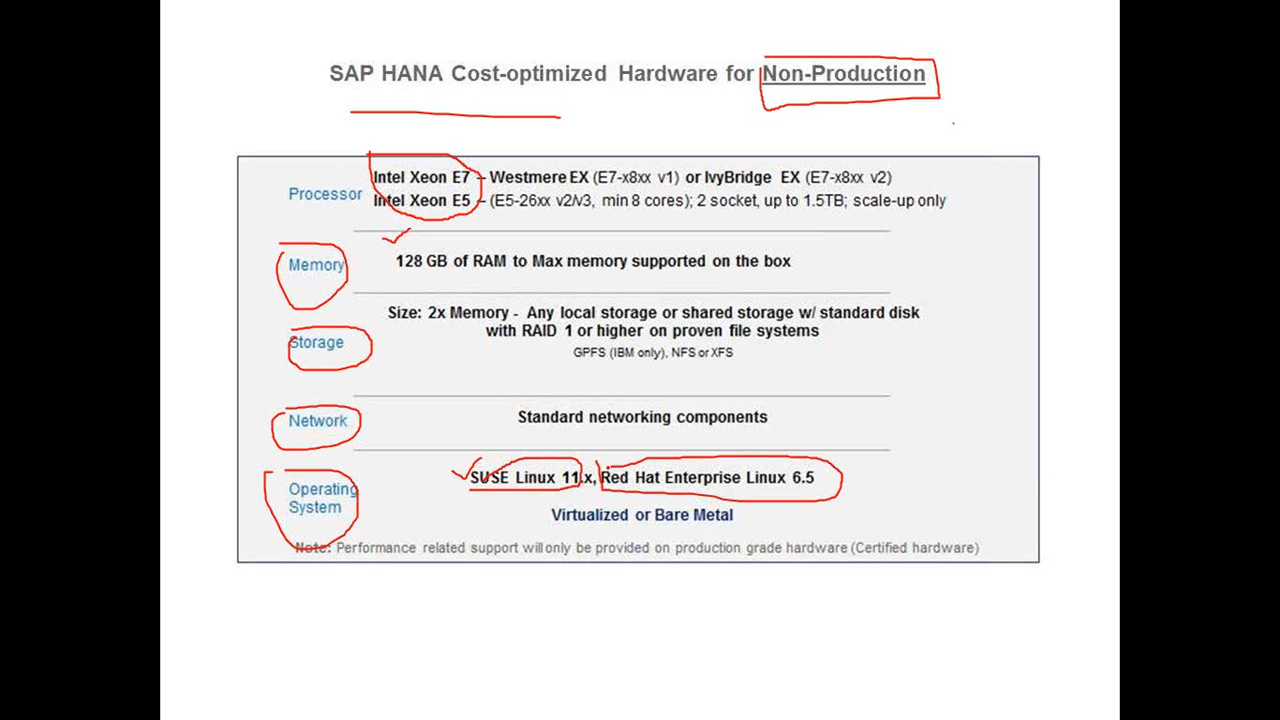 SAP HANA Cost-optimized Hardware for Non-Production
Processor
Intel Xeon E7 – Westmere EX (E7-x8xx v1) or IvyBridge EX (E7-x8xx v2)
Intel Xeon E5 – (E5-26xx v2/v3, min 8 cores); 2 socket, up to 1.5TB; scale-up only
Memory
128 GB of RAM to Max memory supported on the box
Storage
Size: 2x Memory - Any local storage or shared storage w/ standard disk
with RAID 1 or higher on proven file systems
GPFS (IBM only), NFS or XFS
Network
Standard networking components
Operating
System
SUSE Linux 11.x, Red Hat Enterprise Linux 6.5
Virtualized or Bare Metal
Note: Performance related support will only be provided on production grade hardware (Certified hardware)